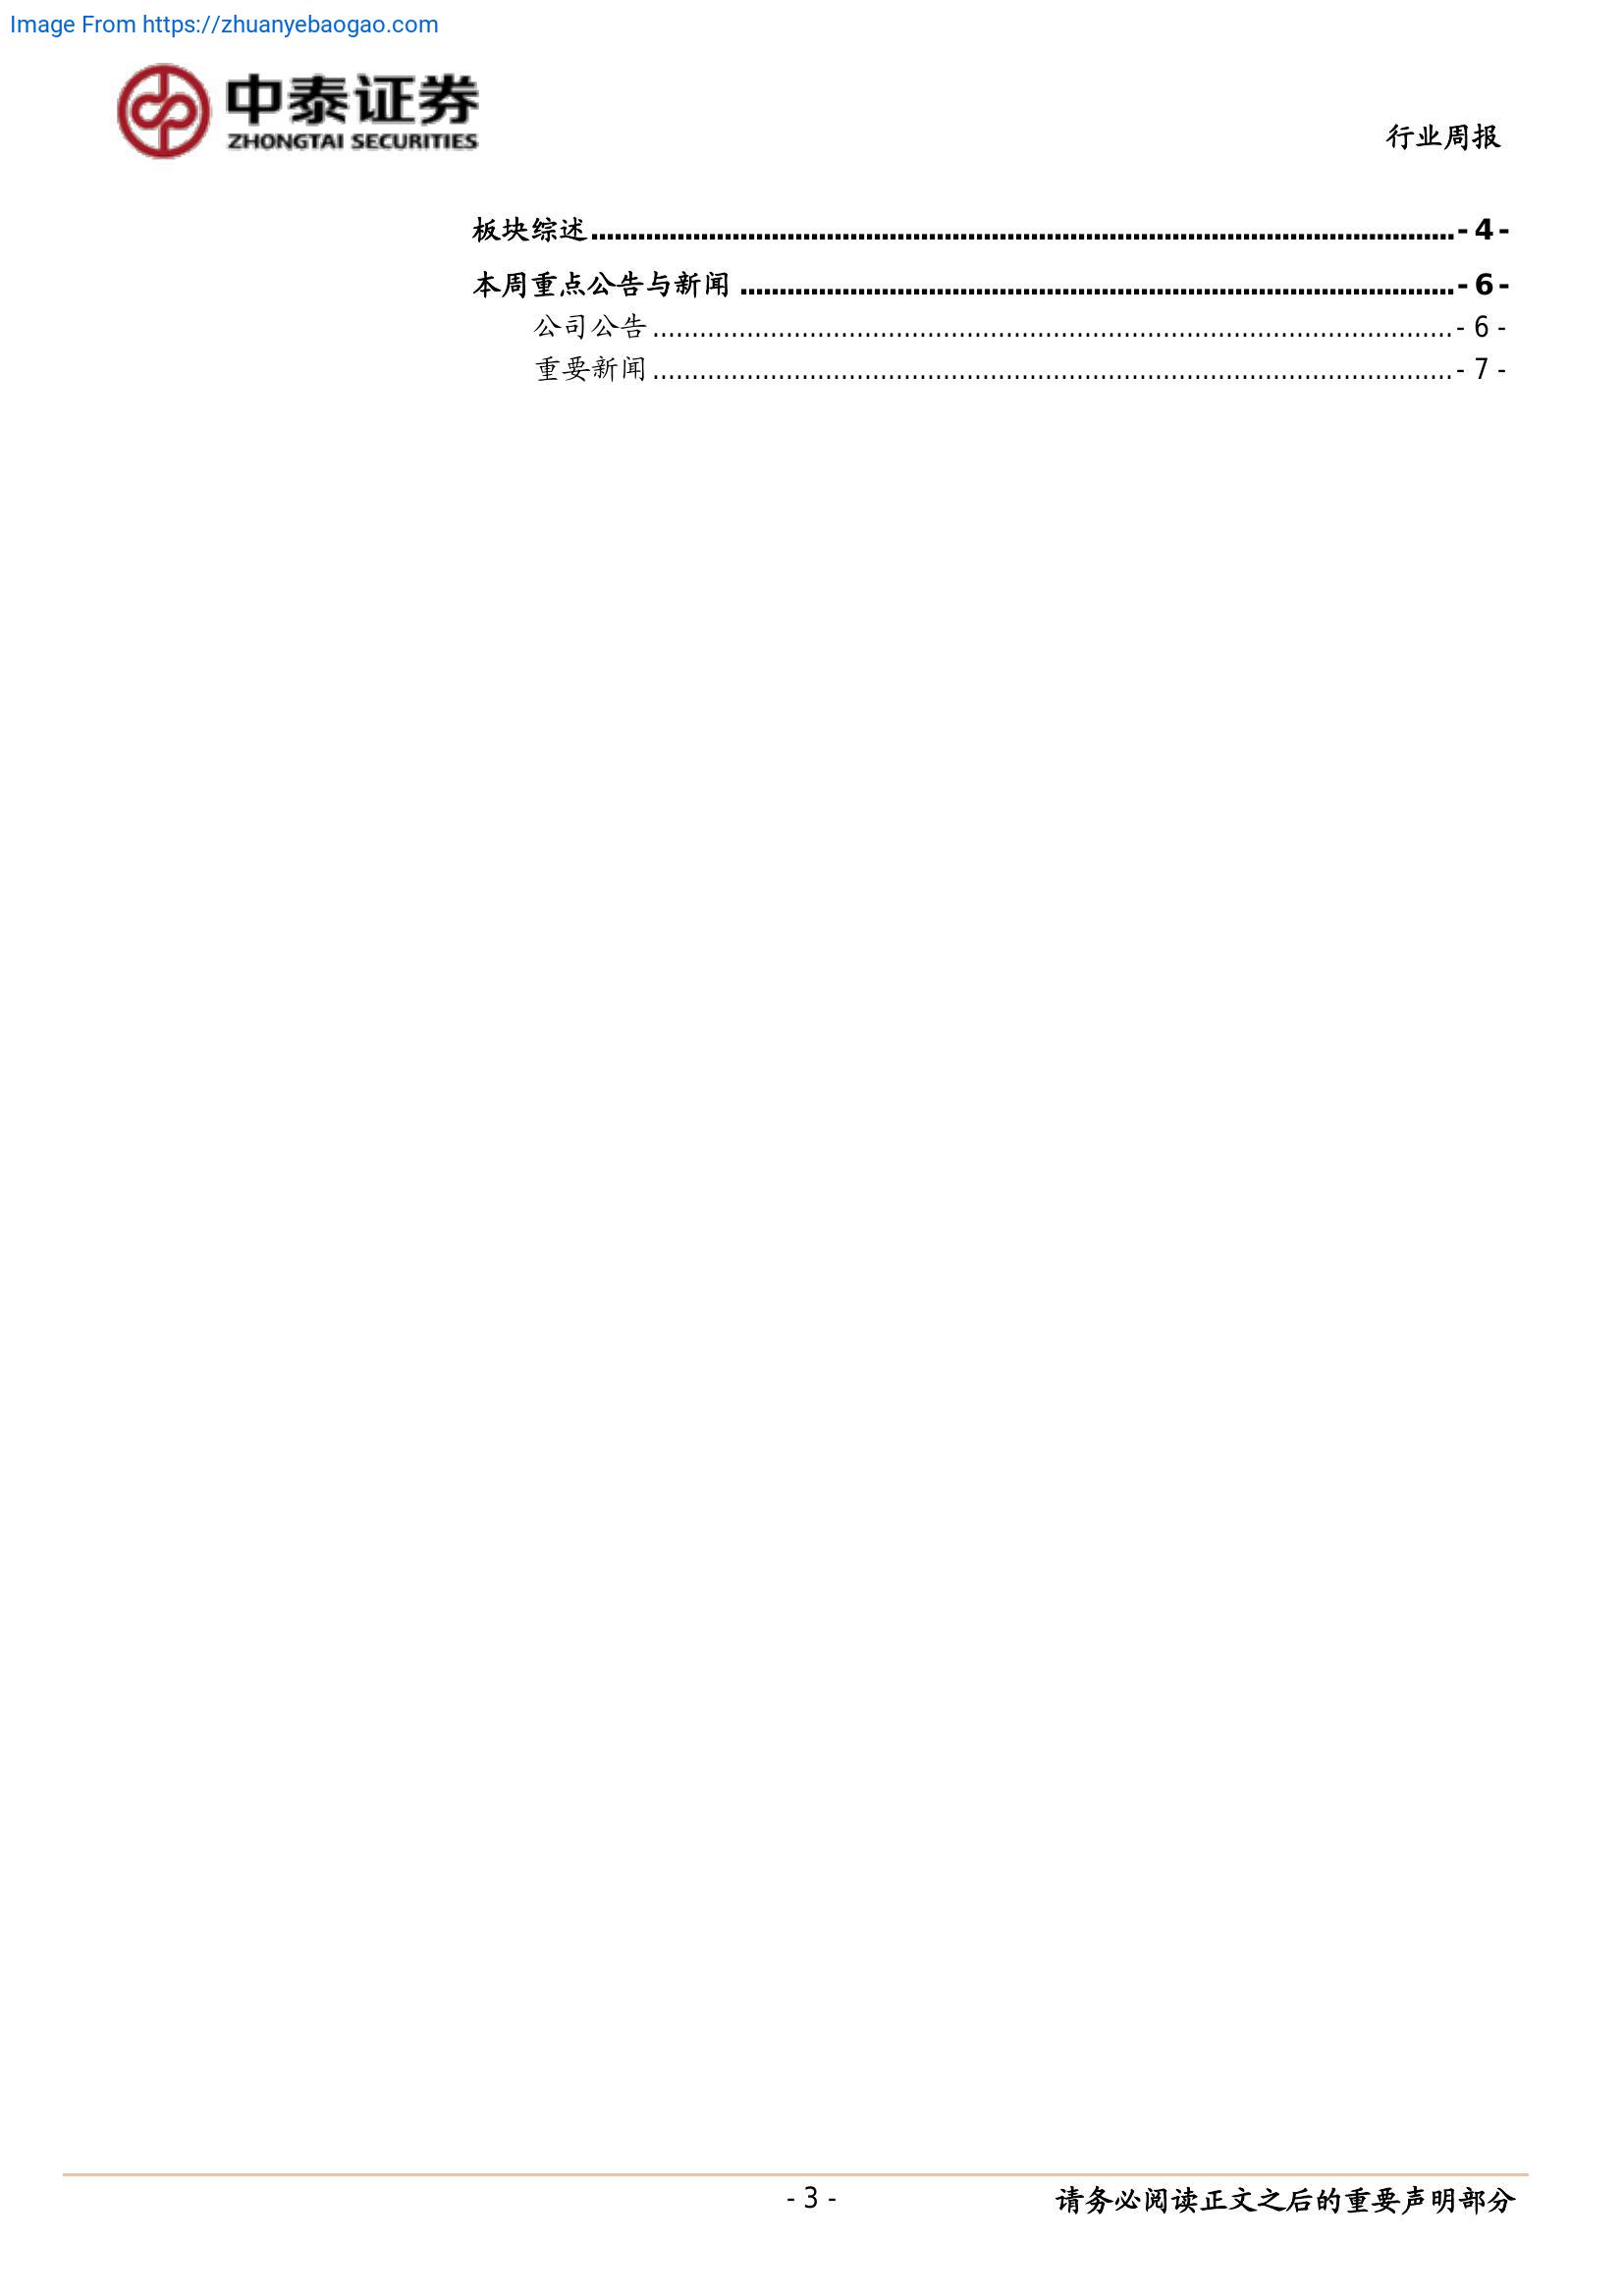 Image From https://zhuanyebaogao.com
中泰证券
ZHONGTAI SECURITIES
行业周报
板块综述............................................................................................................- 4 -
本周重点公告与新闻 ..........................................................................................- 6 -
公司公告....................................................................................................- 6 -
重要新闻....................................................................................................- 7 -
- 3 -
请务必阅读正文之后的重要声明部分